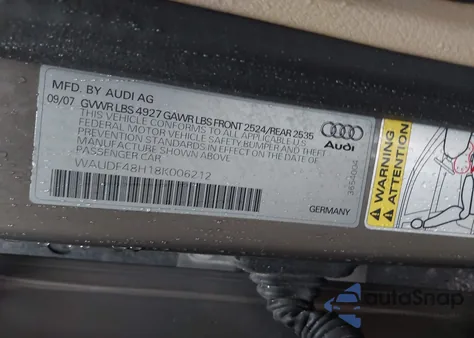 MFD. BY AUDI AG
09/07 GVWR LBS 4927 GAWR LBS FRONT 2524/REAR 2535
THIS VEHICLE CONFORMS TO ALL APPLICABLE U.S
FEDERAL MOTOR VEHICLE SAFETY BUMPER AND THEFT
PREVENTION STANDARDS IN EFFECT ON THE DATE OF
MANUFACTURE SHOWN ABOVE
PASSENGER CAR
WAUDF48H18K006212
Audi
3654004
GERMANY
WARNING
ATTENTION
autoSnap